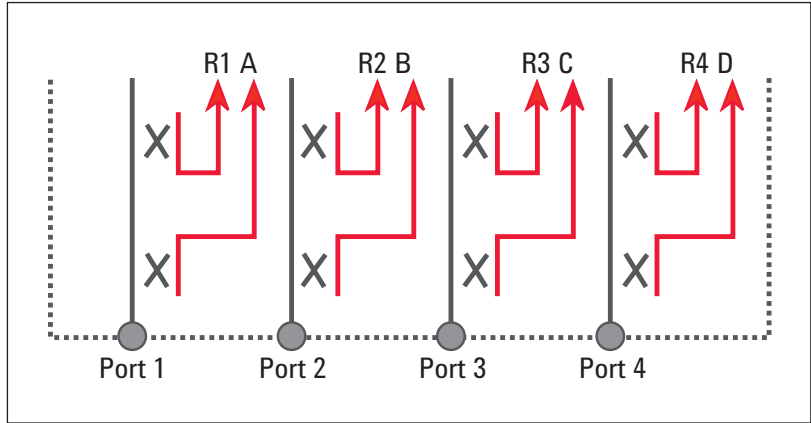 R1 A R2 B R3 C R4 D
X X X X
X X X X
Port 1 Port 2 Port 3 Port 4